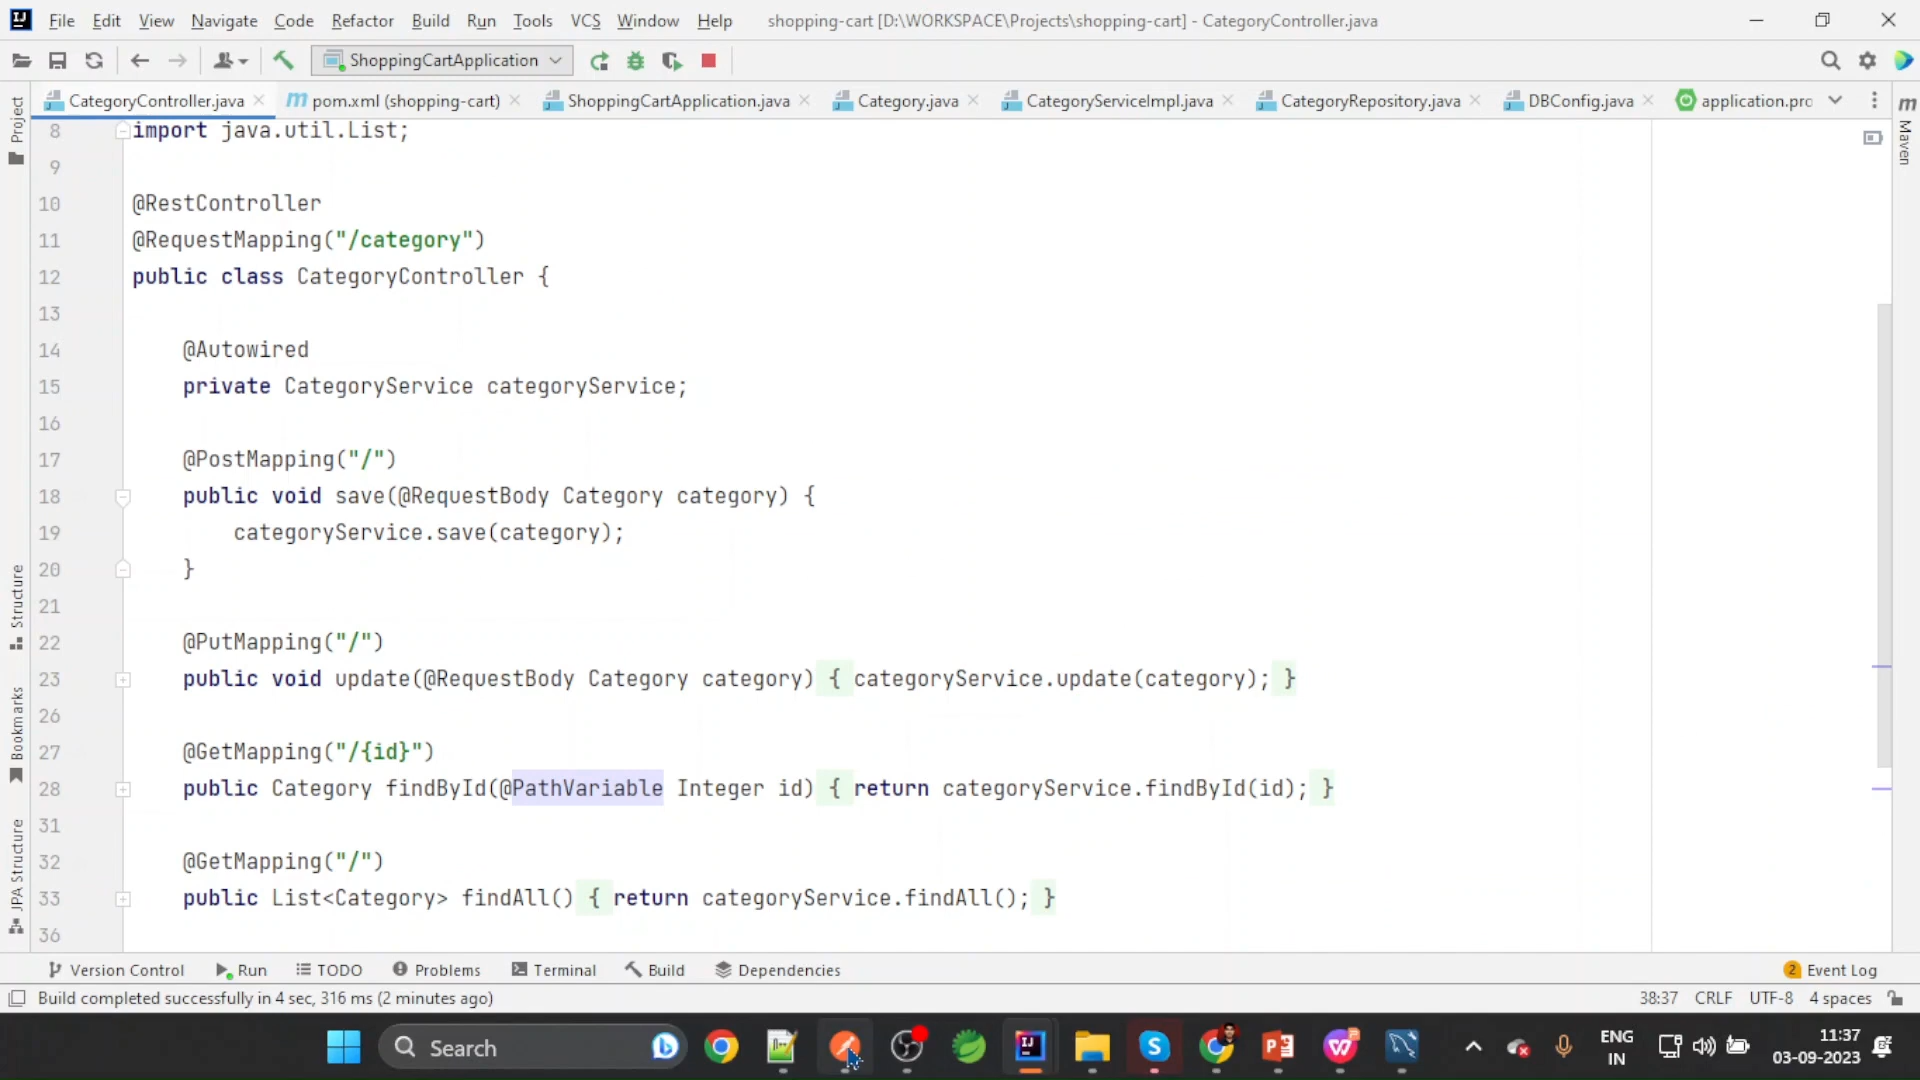 File Edit View Navigate Code Refactor Build Run Tools VCS Window Help shopping-cart [D:\WORKSPACE\Projects\shopping-cart] - CategoryController.java
ShoppingCartApplication
CategoryController.java pom.xml (shopping-cart) ShoppingCartApplication.java Category.java CategoryServiceImpl.java CategoryRepository.java DBConfig.java application.pro
Project
Structure
Bookmarks
JPA Structure
Maven
8 import java.util.List;
9
10 @RestController
11 @RequestMapping("/category")
12 public class CategoryController {
13
14 @Autowired
15 private CategoryService categoryService;
16
17 @PostMapping("/")
18 public void save(@RequestBody Category category) {
19 categoryService.save(category);
20 }
21
22 @PutMapping("/")
23 public void update(@RequestBody Category category) { categoryService.update(category); }
26
27 @GetMapping("/{id}")
28 public Category findById(@PathVariable Integer id) { return categoryService.findById(id); }
31
32 @GetMapping("/")
33 public List<Category> findAll() { return categoryService.findAll(); }
36
Version Control Run TODO Problems Terminal Build Dependencies 2 Event Log
Build completed successfully in 4 sec, 316 ms (2 minutes ago) 38:37 CRLF UTF-8 4 spaces
Search
ENG
IN
11:37
03-09-2023